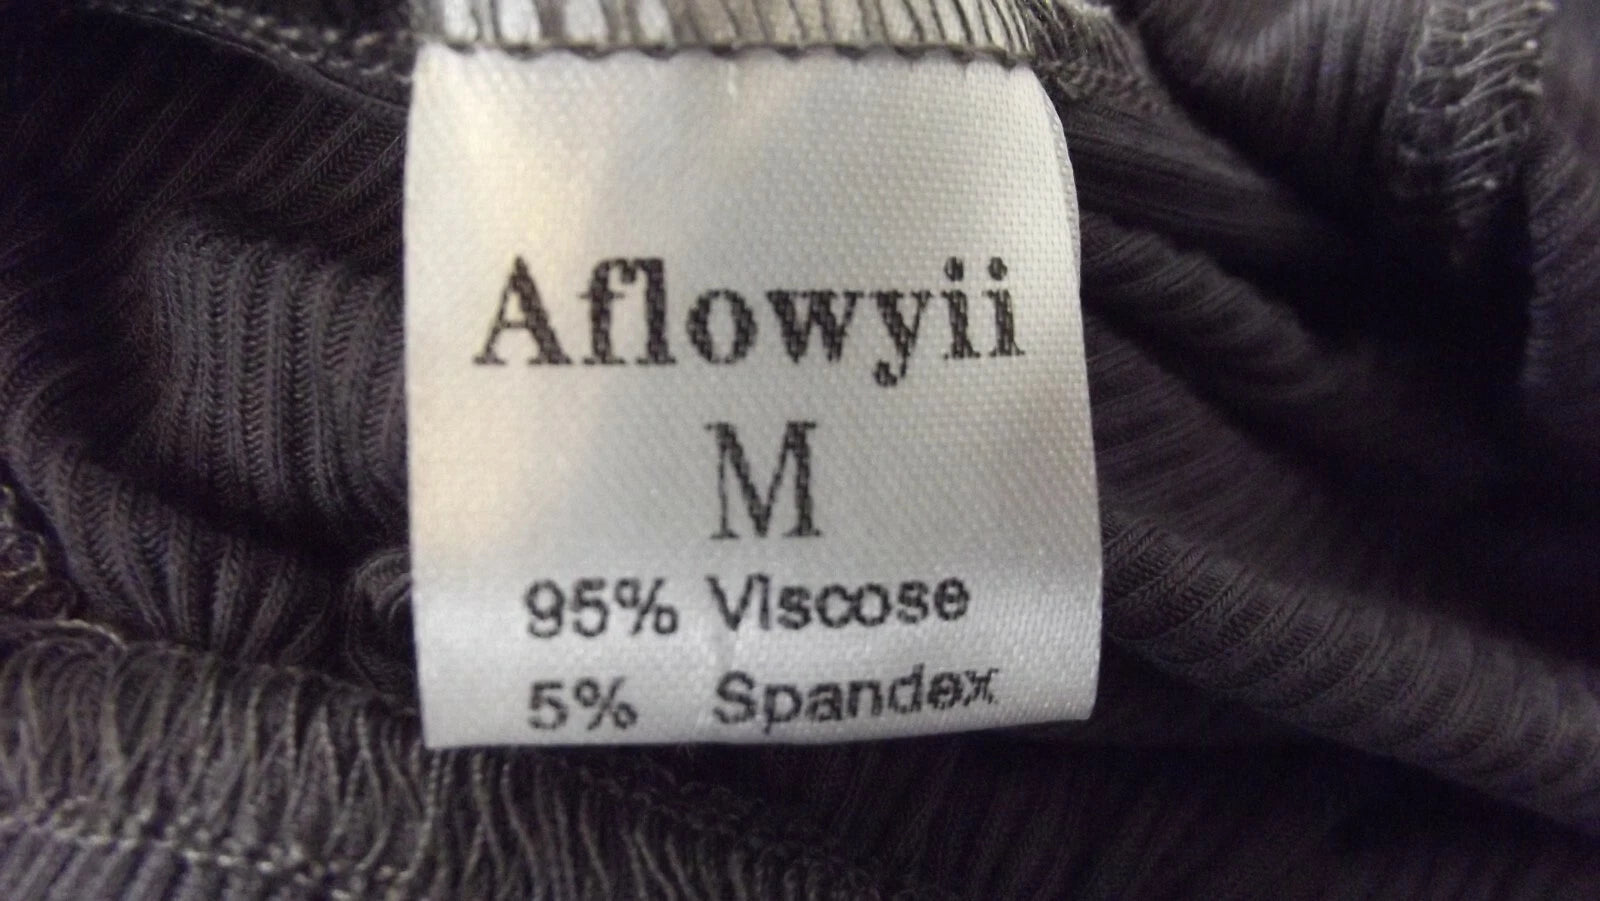 Aflowyii
M
95% Viscose
5% Spandex